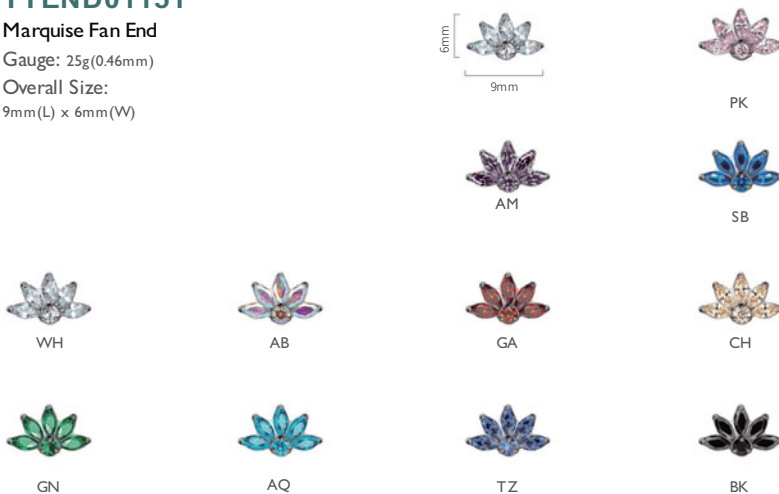 Marquise Fan End
Gauge: 25g(0.46mm)
Overall Size:
9mm(L) x 6mm(W)
6mm
9mm
PK
AM
SB
WH
AB
GA
CH
GN
AQ
TZ
BK